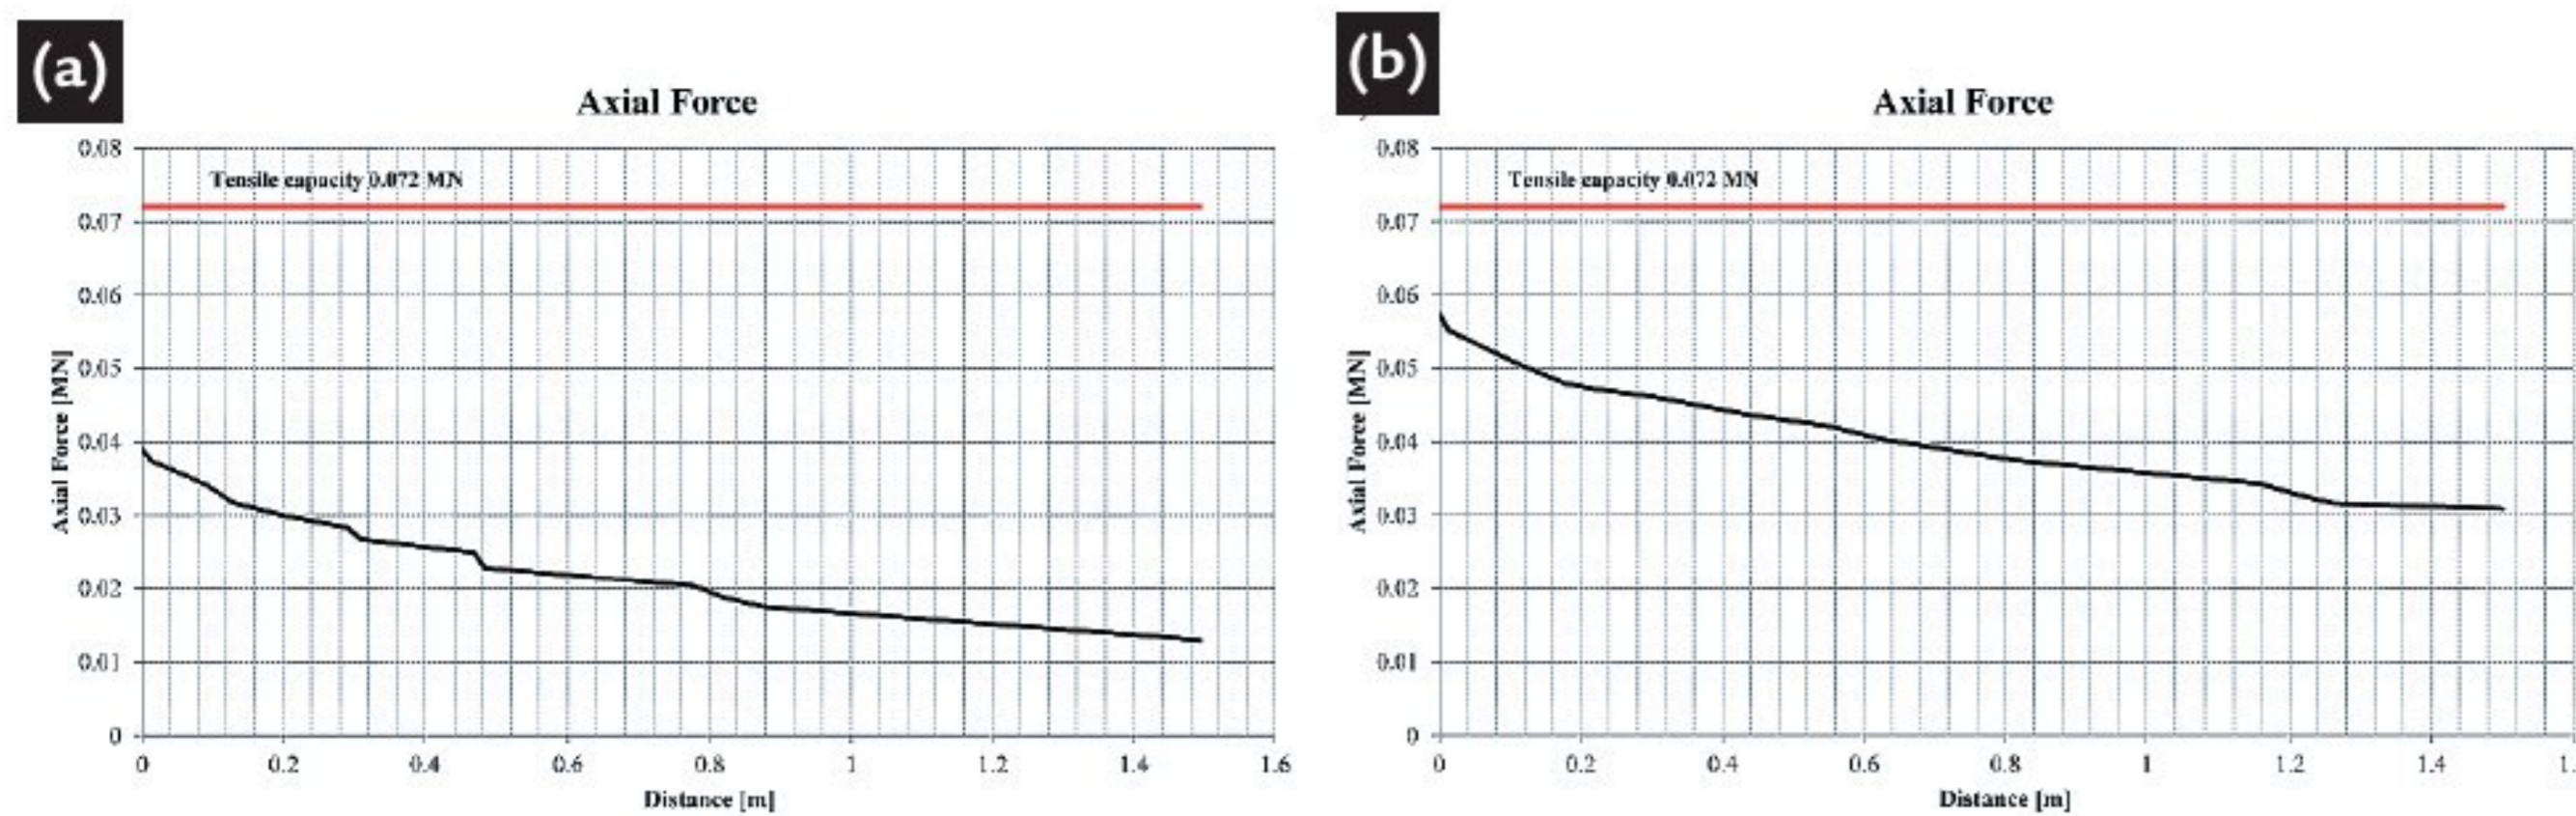 (a)
Axial Force
0.08
0.07
0.06
0.05
0.04
0.03
0.02
0.01
0
Tensile capacity 0.072 MN
Axial Force [MN]
0 0.2 0.4 0.6 0.8 1 1.2 1.4 1.6
Distance [m]
(b)
Axial Force
0.08
0.07
0.06
0.05
0.04
0.03
0.02
0.01
0
Tensile capacity 0.072 MN
Axial Force [MN]
0 0.2 0.4 0.6 0.8 1 1.2 1.4 1.
Distance [m]